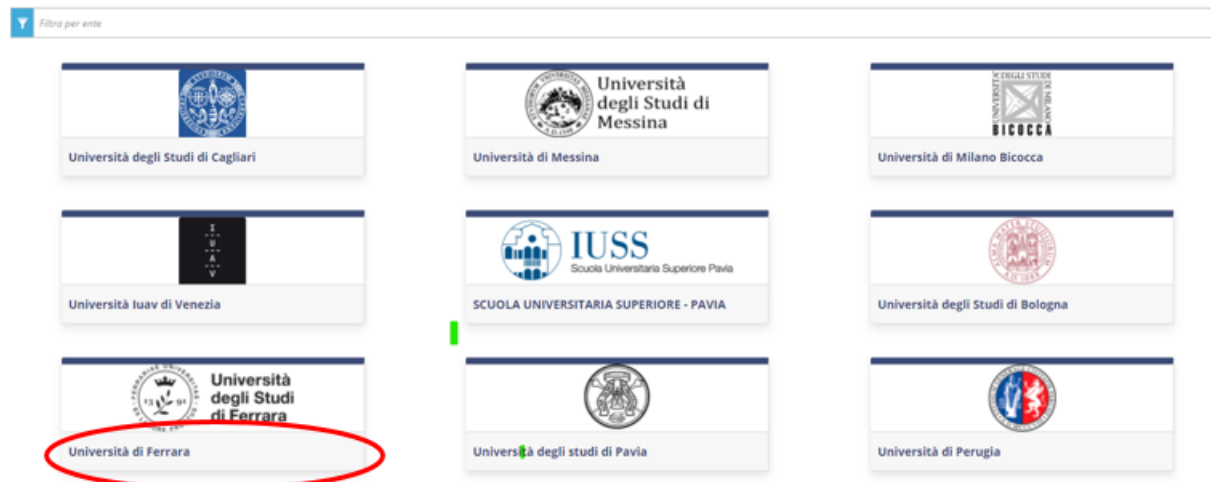 Filtra per ente
Università
degli Studi di
Messina
BICOCCA
Università degli Studi di Cagliari
Università di Messina
Università di Milano Bicocca
I
U
A
V
IUSS
Scuola Universitaria Superiore Pavia
Università Iuav di Venezia
SCUOLA UNIVERSITARIA SUPERIORE - PAVIA
Università degli Studi di Bologna
Università
degli Studi
di Ferrara
Università di Ferrara
Università degli studi di Pavia
Università di Perugia